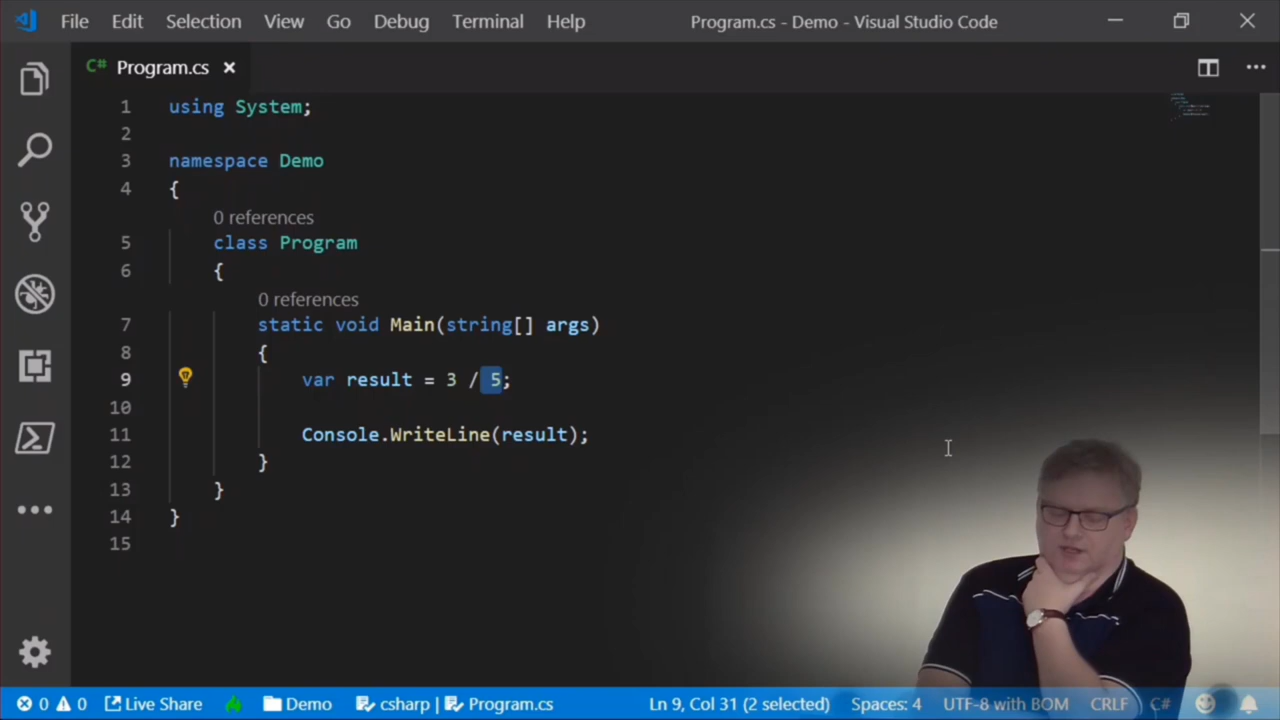 File Edit Selection View Go Debug Terminal Help Program.cs - Demo - Visual Studio Code
C# Program.cs
1 using System;
2
3 namespace Demo
4 {
0 references
5 class Program
6 {
0 references
7 static void Main(string[] args)
8 {
9 var result = 3 / 5;
10
11 Console.WriteLine(result);
12 }
13 }
14 }
15
0 0 Live Share Demo csharp | Program.cs Ln 9, Col 31 (2 selected) Spaces: 4 UTF-8 with BOM CRLF C#